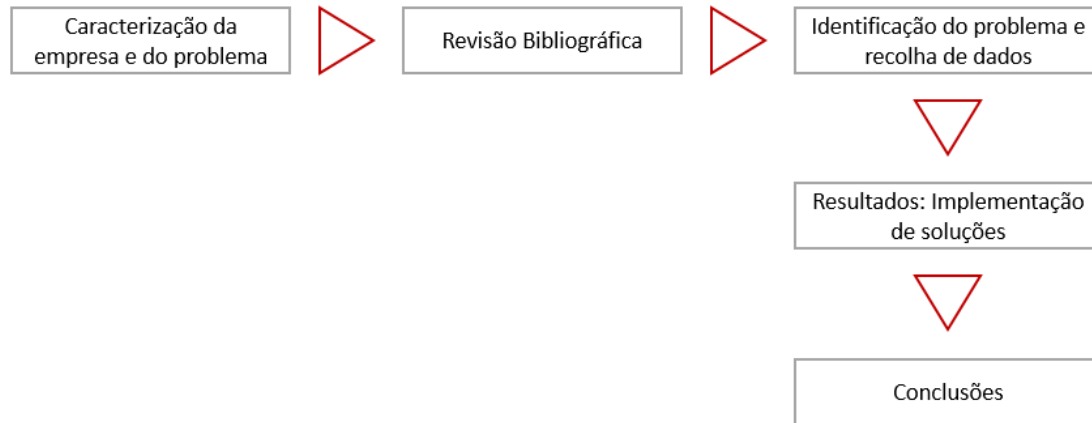 Caracterização da
empresa e do problema
Revisão Bibliográfica
Identificação do problema e
recolha de dados
Resultados: Implementação
de soluções
Conclusões